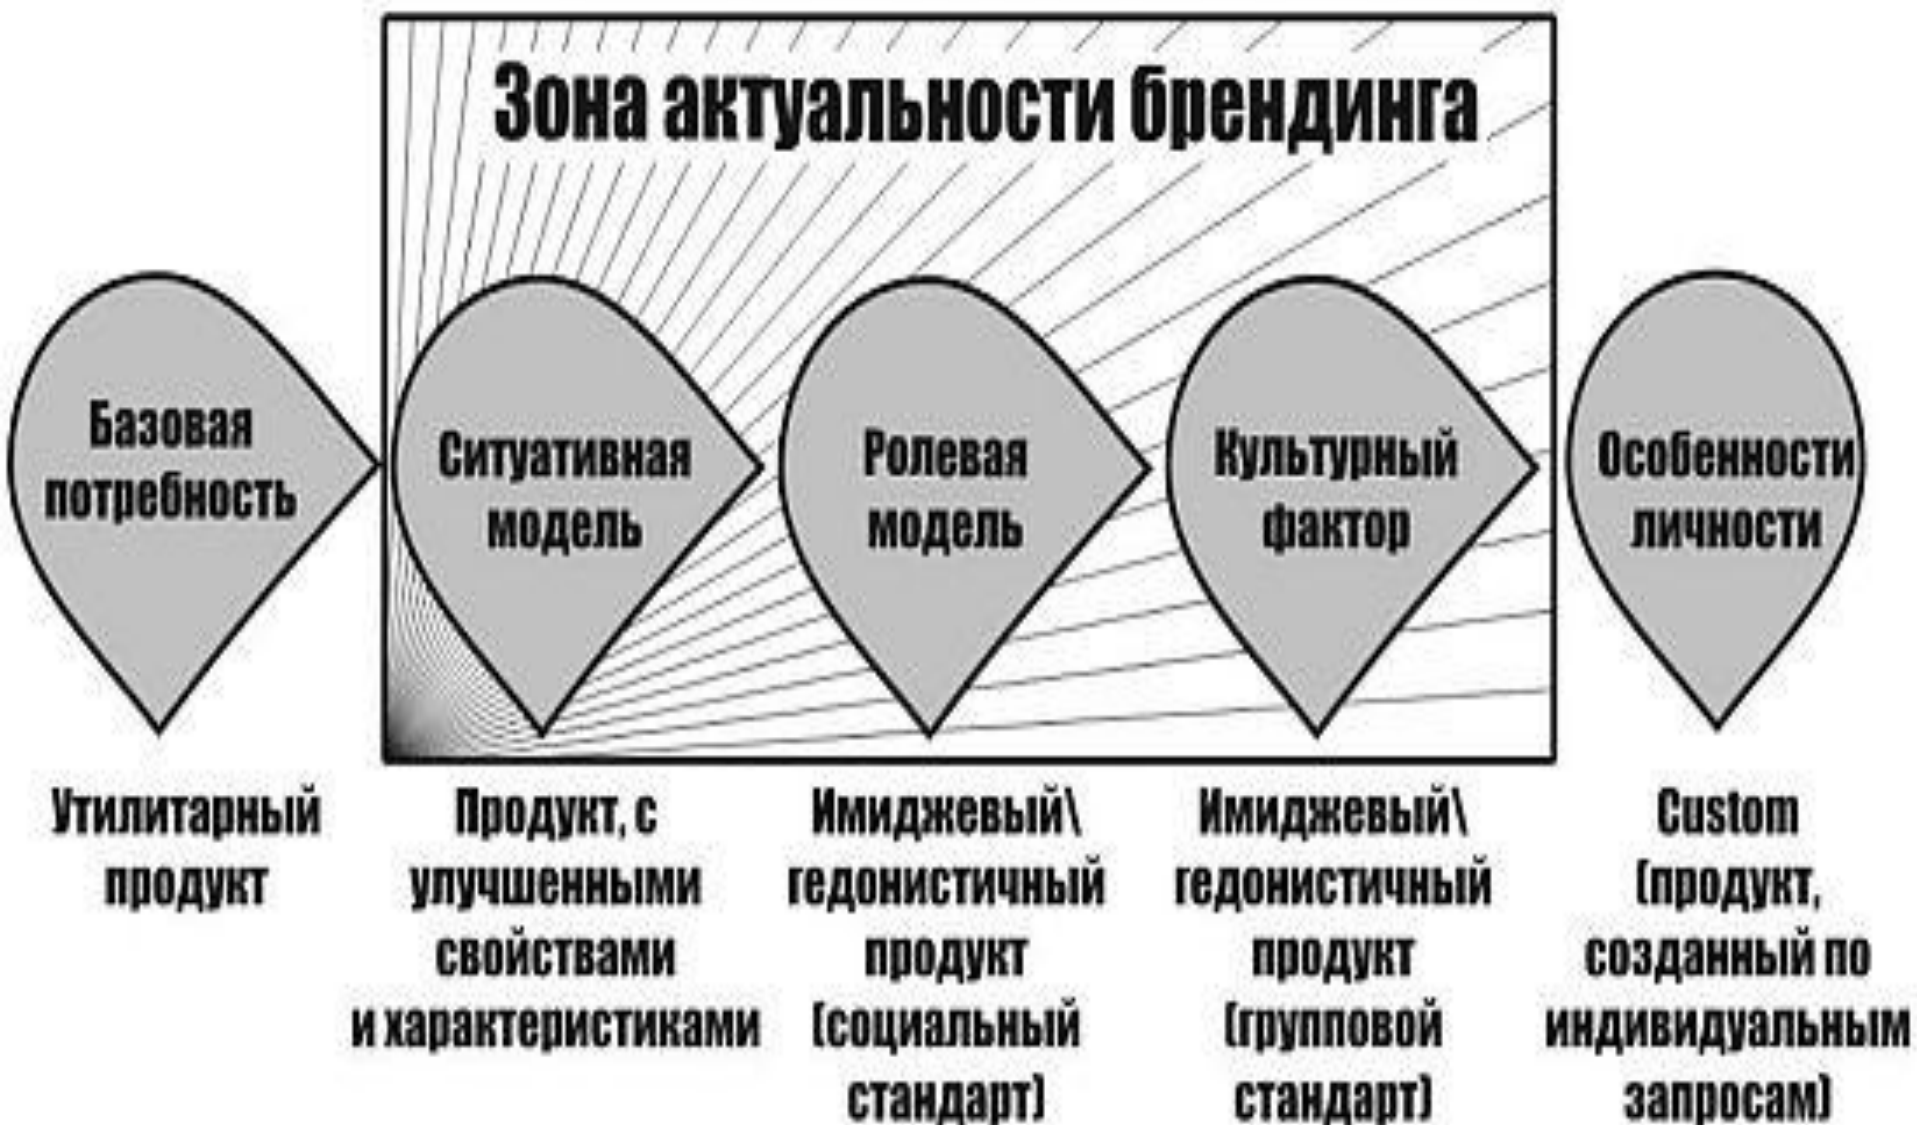 Зона актуальности брендинга
Базовая
потребность
Ситуативная
модель
Ролевая
модель
Культурный
фактор
Особенности
личности
Утилитарный
продукт
Продукт, с
улучшенными
свойствами
и характеристиками
Имиджевый\
гедонистичный
продукт
(социальный
стандарт)
Имиджевый\
гедонистичный
продукт
(групповой
стандарт)
Custom
(продукт,
созданный по
индивидуальным
запросам)